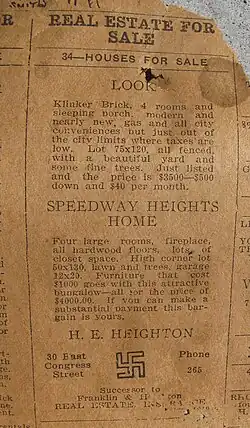 REAL ESTATE FOR
SALE
34—HOUSES FOR SALE
LOOK
Klinker Brick, 4 rooms and
sleeping porch, modern and
nearly new, gas and all city
conveniences but just out of
the city limits where taxes are
low. Lot 75x120, all fenced,
with a beautiful yard and
some fine trees. Just listed
and the price is $3500—$500
down and $40 per month.
SPEEDWAY HEIGHTS
HOME
Four large rooms, fireplace,
all hardwood floors, lots of
closet space. High corner lot
50x130, lawn and trees, garage
12x20. Furniture that cost
$1000 goes with this attractive
bungalow—all for the price of
$4000.00. If you can make a
substantial payment this bar-
gain is yours.
H. E. HEIGHTON
30 East
Congress
Street
Phone
365
Successor to
Franklin &
REAL ESTATE,